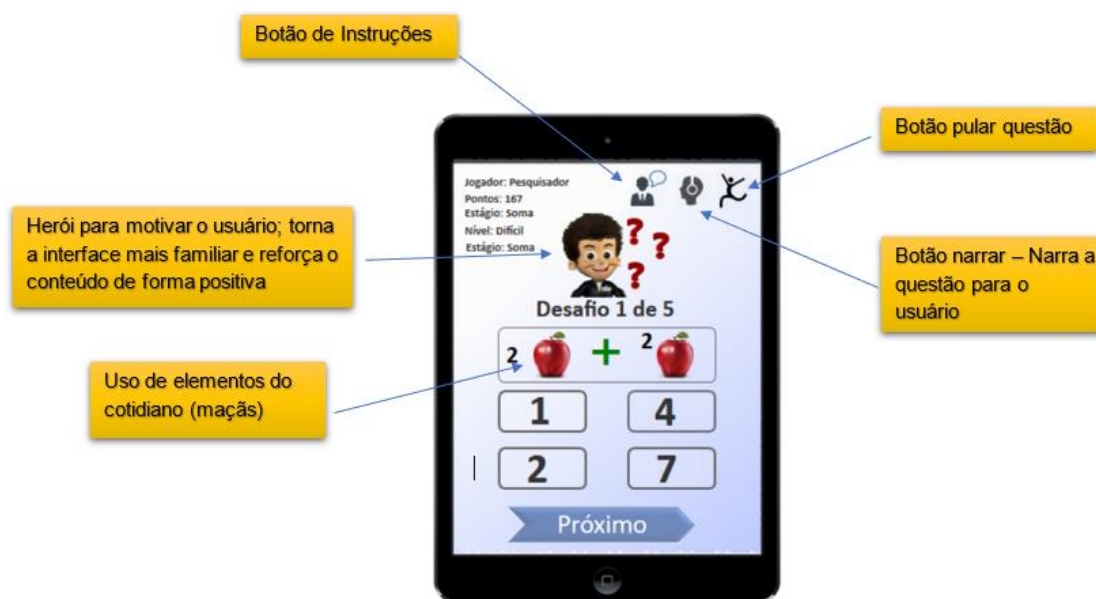 Botão de Instruções
Botão pular questão
Jogador: Pesquisador
Pontos: 167
Estágio: Soma
Nível: Difícil
Estágio: Soma
Herói para motivar o usuário; torna
a interface mais familiar e reforça o
conteúdo de forma positiva
???
Botão narrar – Narra a
questão para o
usuário
Desafio 1 de 5
2 + 2
Uso de elementos do
cotidiano (maçãs)
1 4
2 7
Próximo